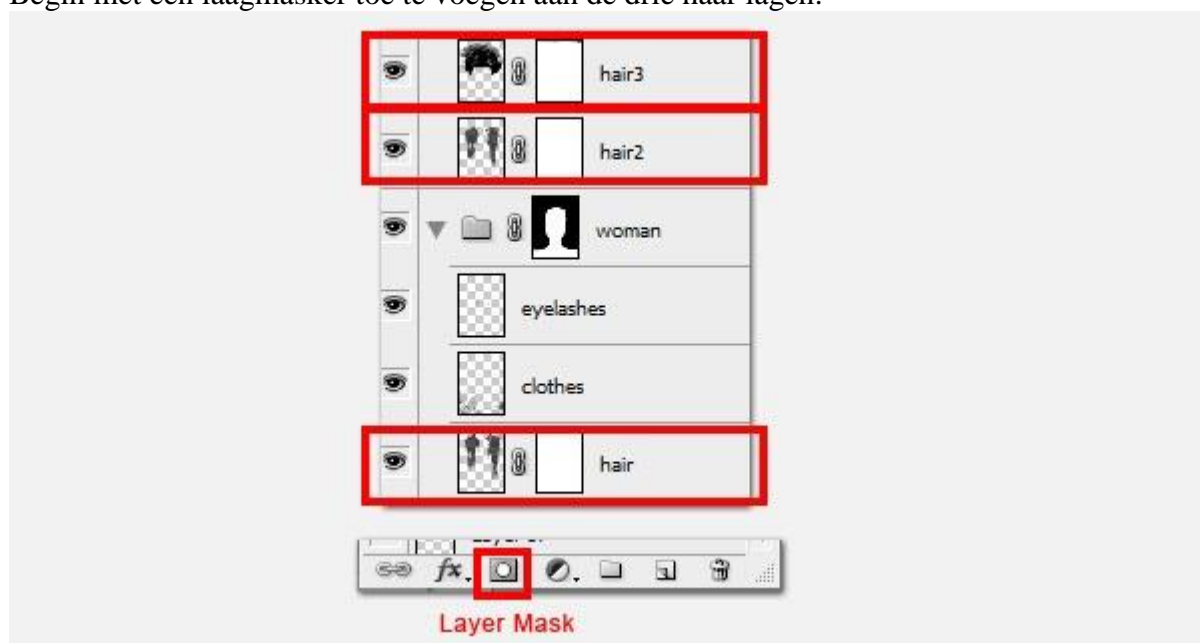 Begin met een laagmasker toe te voegen aan de drie haar lagen.
hair3
hair2
woman
eyelashes
clothes
hair
fx.
Layer Mask